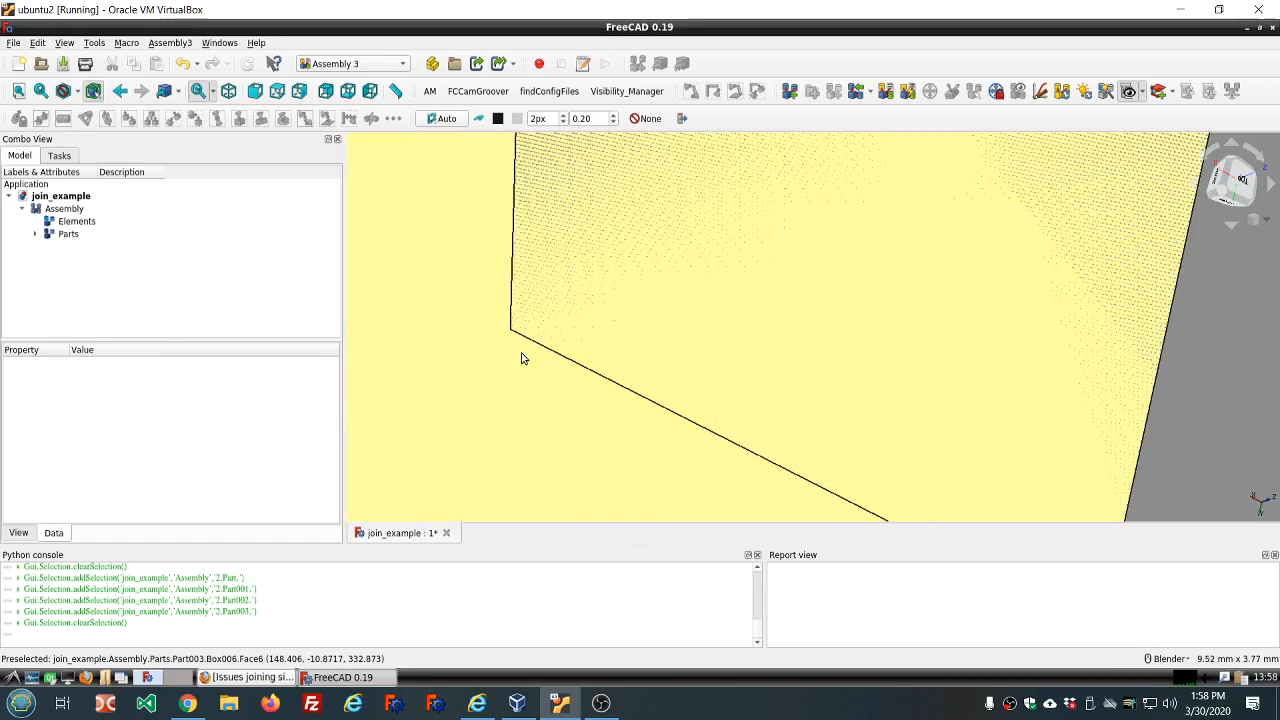 ubuntu2 [Running] - Oracle VM VirtualBox
FreeCAD 0.19
File Edit View Tools Macro Assembly3 Windows Help
Assembly 3
AM FCCamGroover findConfigFiles Visibility_Manager
Auto 2px 0.20 None
Combo View
Model Tasks
Labels & Attributes Description
Application
join_example
Assembly
Elements
Parts
Property Value
View Data
join_example : 1*
Python console
Report view
>>> # Gui.Selection.clearSelection()
>>> # Gui.Selection.addSelection('join_example','Assembly','2.Part.')
>>> # Gui.Selection.addSelection('join_example','Assembly','2.Part001.')
>>> # Gui.Selection.addSelection('join_example','Assembly','2.Part002.')
>>> # Gui.Selection.addSelection('join_example','Assembly','2.Part003.')
>>> # Gui.Selection.clearSelection()
>>>
Preselected: join_example.Assembly.Parts.Part003.Box006.Face6 (148.406, -10.8717, 332.873)
Blender 9.52 mm x 3.77 mm
[Issues joining si... FreeCAD 0.19 13:58
1:58 PM
3/30/2020